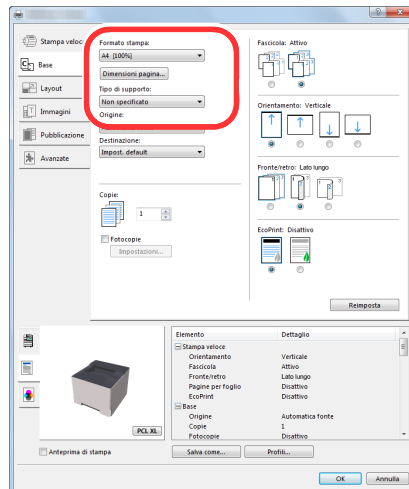 Stampa veloc
Base
Layout
Immagini
Pubblicazione
Avanzate
Formato stampa:
A4 [100%]
Dimensioni pagina...
Tipo di supporto:
Non specificato
Origine:
Destinazione:
Impost. default
Copie:
1
Fotocopie
Impostazioni...
Fascicola: Attivo
Orientamento: Verticale
Fronte/retro: Lato lungo
EcoPrint: Disattivo
Reimposta
PCL XL
Anteprima di stampa
Elemento Dettaglio
Stampa veloce
Orientamento Verticale
Fascicola Attivo
Fronte/retro Lato lungo
Pagine per foglio Disattivo
EcoPrint Disattivo
Base
Origine Automatica fonte
Copie 1
Fotocopie Disattivo
Salva come... Profili...
OK Annulla